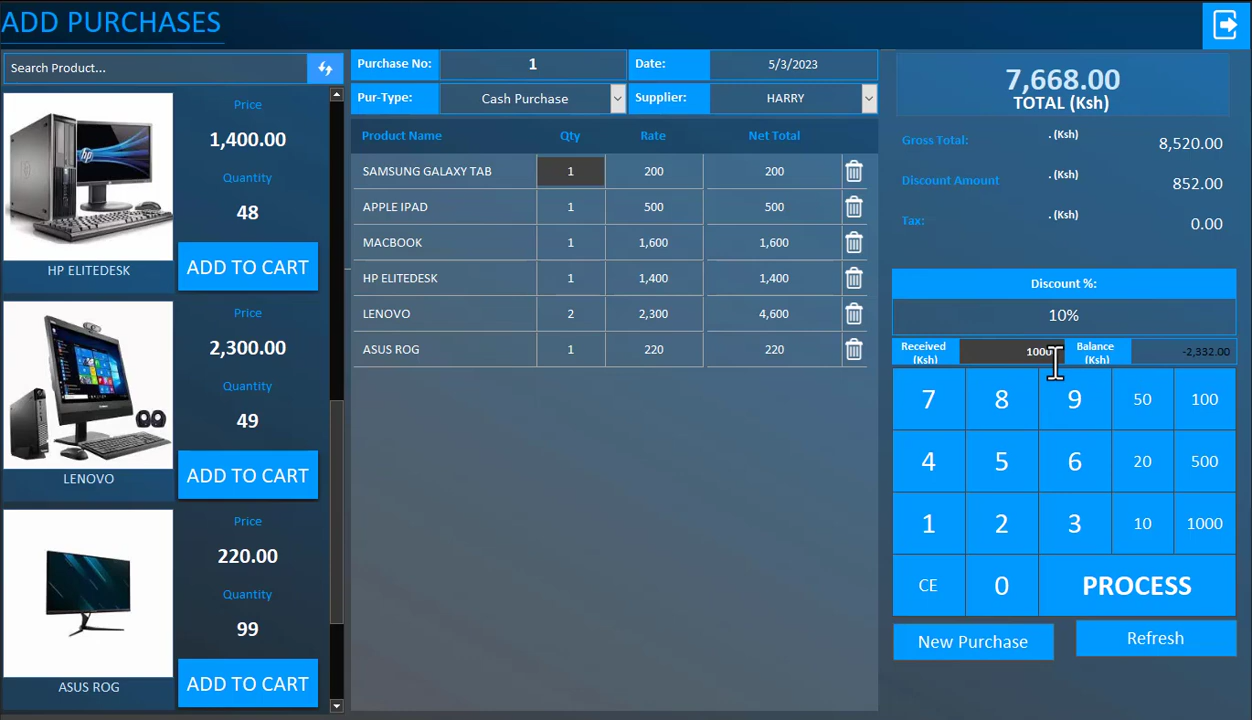 ADD PURCHASES
Search Product...
Price
1,400.00
Quantity
48
ADD TO CART
hp
HP ELITEDESK
Price
2,300.00
Quantity
49
ADD TO CART
LENOVO
Price
220.00
Quantity
99
ADD TO CART
ASUS ROG
Purchase No: 1 Date: 5/3/2023
Pur-Type: Cash Purchase Supplier: HARRY
Product Name Qty Rate Net Total
SAMSUNG GALAXY TAB 1 200 200
APPLE IPAD 1 500 500
MACBOOK 1 1,600 1,600
HP ELITEDESK 1 1,400 1,400
LENOVO 2 2,300 4,600
ASUS ROG 1 220 220
7,668.00
TOTAL (Ksh)
Gross Total: . (Ksh) 8,520.00
Discount Amount . (Ksh) 852.00
Tax: . (Ksh) 0.00
Discount %:
10%
Received (Ksh) 1000 Balance (Ksh) -2,332.00
7 8 9 50 100
4 5 6 20 500
1 2 3 10 1000
CE 0 PROCESS
New Purchase Refresh